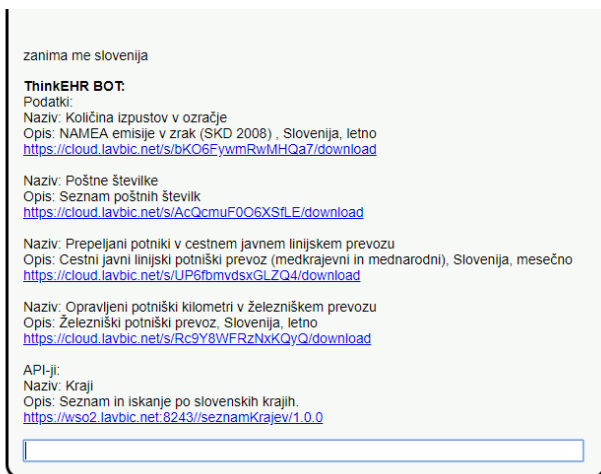 zanima me slovenija
ThinkEHR BOT:
Podatki:
Naziv: Količina izpustov v ozračje
Opis: NAMEA emisije v zrak (SKD 2008) , Slovenija, letno
https://cloud.lavbic.net/s/bKO6FywmRwMHQa7/download
Naziv: Poštne številke
Opis: Seznam poštnih številk
https://cloud.lavbic.net/s/AcQcmuF0O6XSfLE/download
Naziv: Prepeljani potniki v cestnem javnem linijskem prevozu
Opis: Cestni javni linijski potniški prevoz (medkrajevni in mednarodni), Slovenija, mesečno
https://cloud.lavbic.net/s/UP6fbmvdsxGLZQ4/download
Naziv: Opravljeni potniški kilometri v železniškem prevozu
Opis: Železniški potniški prevoz, Slovenija, letno
https://cloud.lavbic.net/s/Rc9Y8WFRzNxKQyQ/download
API-ji:
Naziv: Kraji
Opis: Seznam in iskanje po slovenskih krajih.
https://wso2.lavbic.net:8243//seznamKrajev/1.0.0